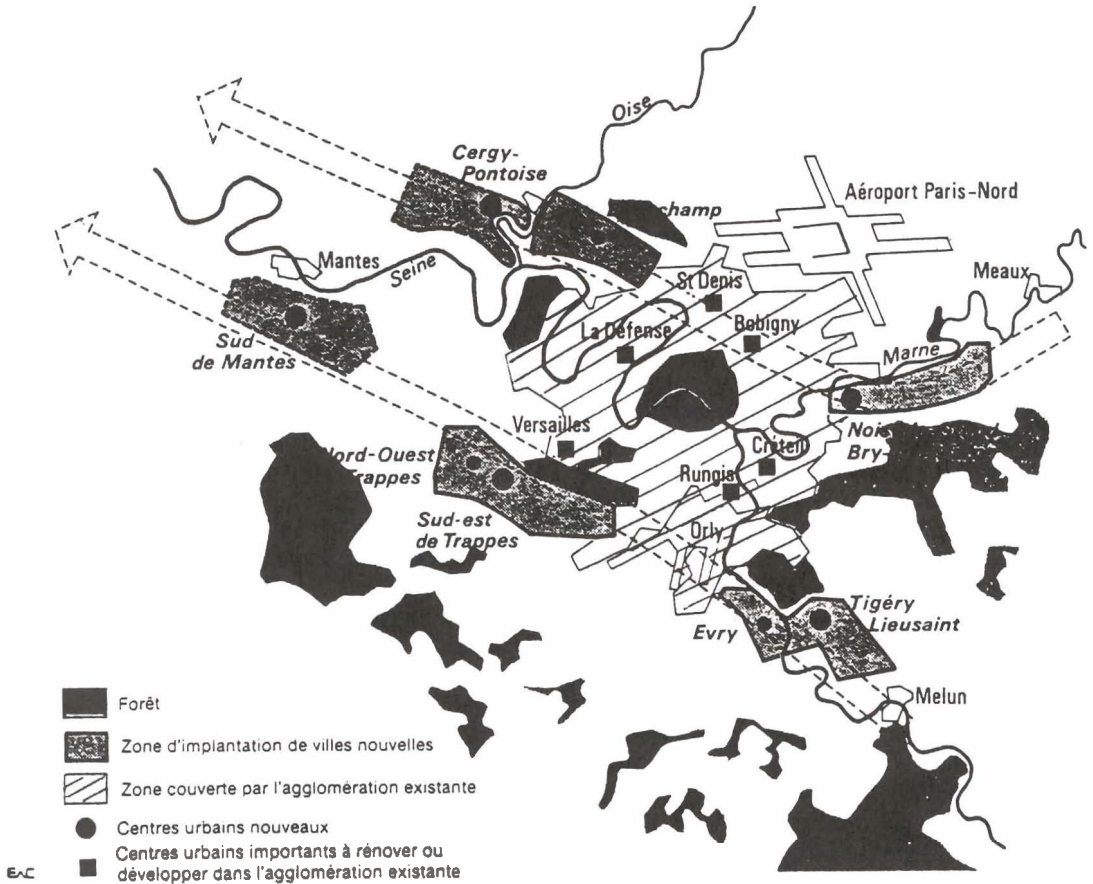 Oise
Cergy-
Pontoise
champ
Aéroport Paris-Nord
Mantes
Seine
Meaux
St Denis
La Défense
Bobigny
Sud
de Mantes
Marne
Versailles
Nord-Ouest
Trappes
Créteil
Bry-
Rungis
Sud-est
de Trappes
Orly
Evry
Tigéry
Lieusaint
Melun
Forêt
Zone d'implantation de villes nouvelles
Zone couverte par l'agglomération existante
Centres urbains nouveaux
Centres urbains importants à rénover ou
développer dans l'agglomération existante